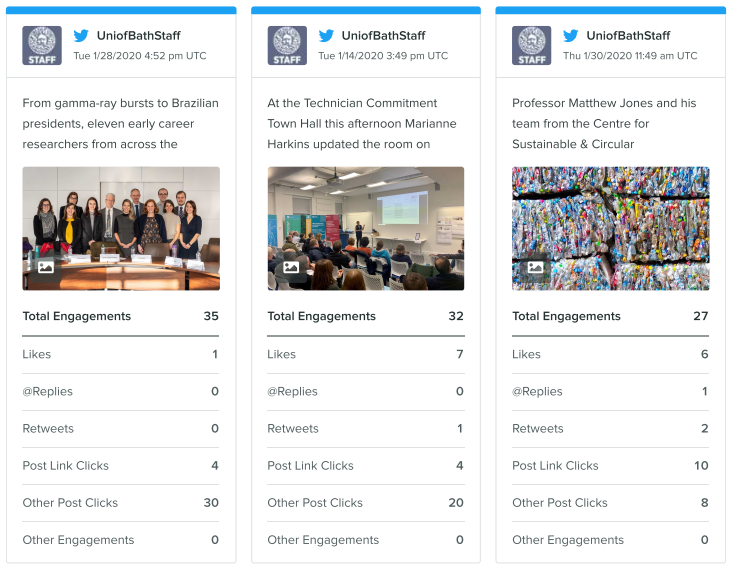 UniofBathStaff
STAFF
Tue 1/28/2020 4:52 pm UTC
From gamma-ray bursts to Brazilian
presidents, eleven early career
researchers from across the
Total Engagements 35
Likes 1
@Replies 0
Retweets 0
Post Link Clicks 4
Other Post Clicks 30
Other Engagements 0
UniofBathStaff
STAFF
Tue 1/14/2020 3:49 pm UTC
At the Technician Commitment
Town Hall this afternoon Marianne
Harkins updated the room on
Total Engagements 32
Likes 7
@Replies 0
Retweets 1
Post Link Clicks 4
Other Post Clicks 20
Other Engagements 0
UniofBathStaff
STAFF
Thu 1/30/2020 11:49 am UTC
Professor Matthew Jones and his
team from the Centre for
Sustainable & Circular
Total Engagements 27
Likes 6
@Replies 1
Retweets 2
Post Link Clicks 10
Other Post Clicks 8
Other Engagements 0